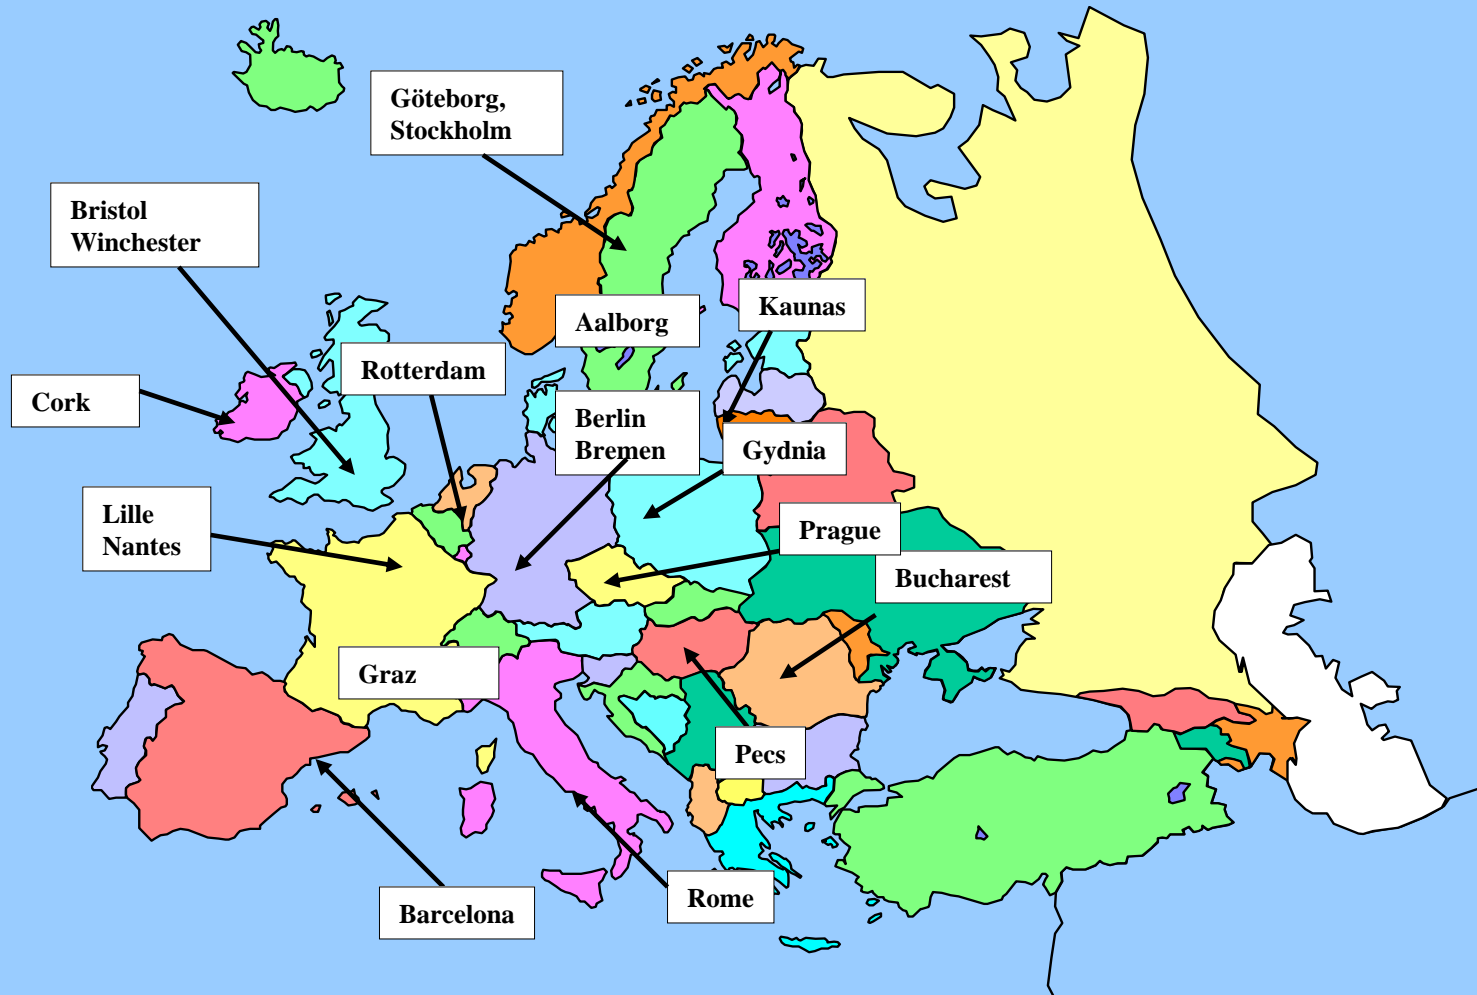 Göteborg,
Stockholm
Bristol
Winchester
Kaunas
Aalborg
Rotterdam
Cork
Berlin
Bremen
Gydnia
Lille
Nantes
Prague
Bucharest
Graz
Pecs
Rome
Barcelona